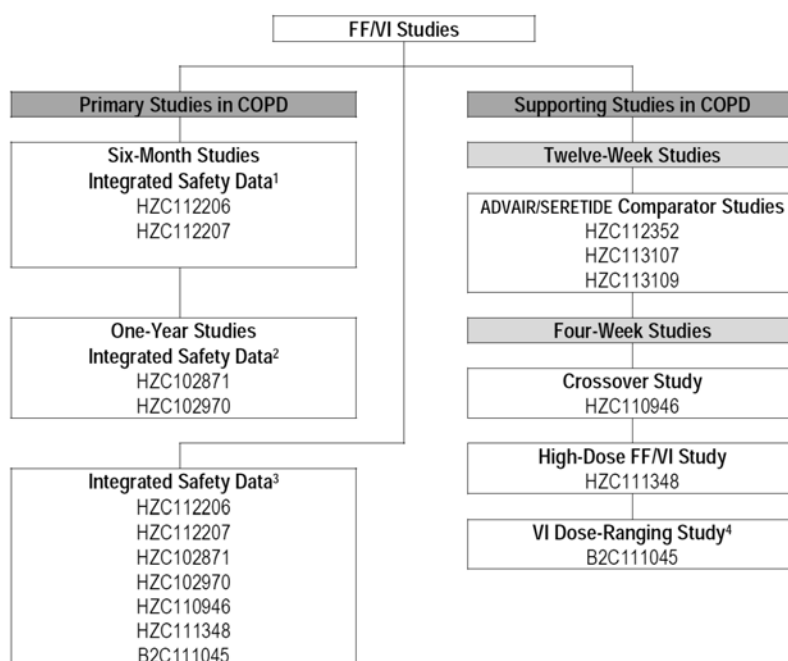 FF/VI Studies
Primary Studies in COPD
Six-Month Studies
Integrated Safety Data¹
HZC112206
HZC112207
One-Year Studies
Integrated Safety Data²
HZC102871
HZC102970
Integrated Safety Data³
HZC112206
HZC112207
HZC102871
HZC102970
HZC110946
HZC111348
B2C111045
Supporting Studies in COPD
Twelve-Week Studies
ADVAIR/SERETIDE Comparator Studies
HZC112352
HZC113107
HZC113109
Four-Week Studies
Crossover Study
HZC110946
High-Dose FF/VI Study
HZC111348
VI Dose-Ranging Study⁴
B2C111045